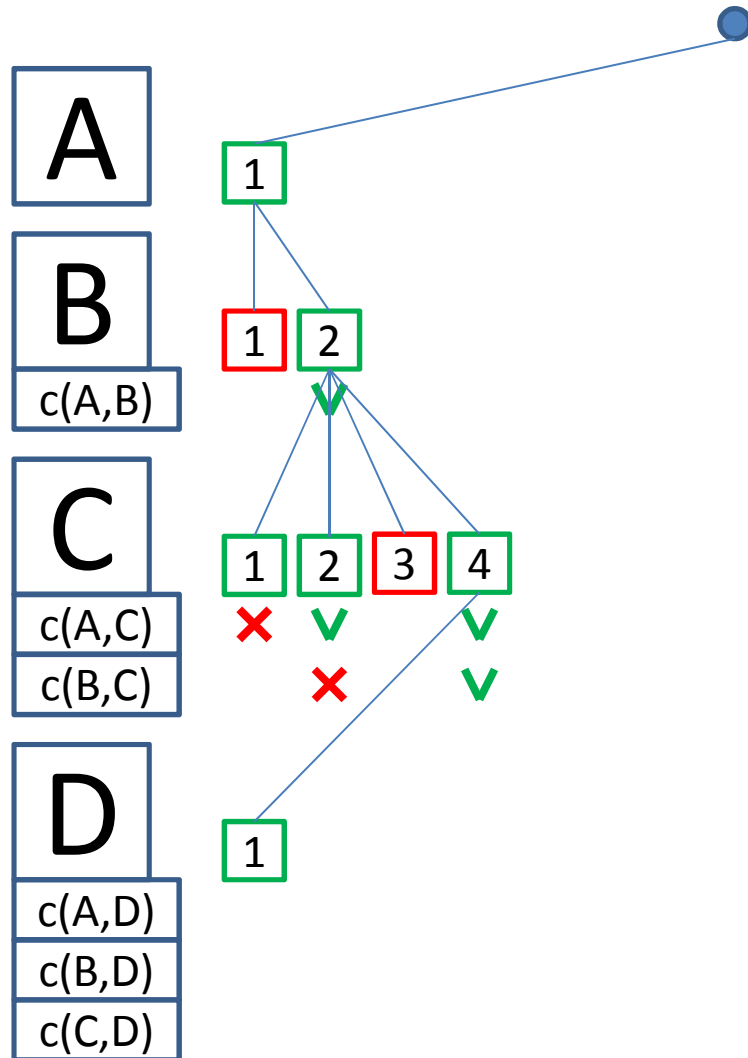 A
1
B
1 2
c(A,B)
C
1 2 3 4
c(A,C)
c(B,C)
D
1
c(A,D)
c(B,D)
c(C,D)